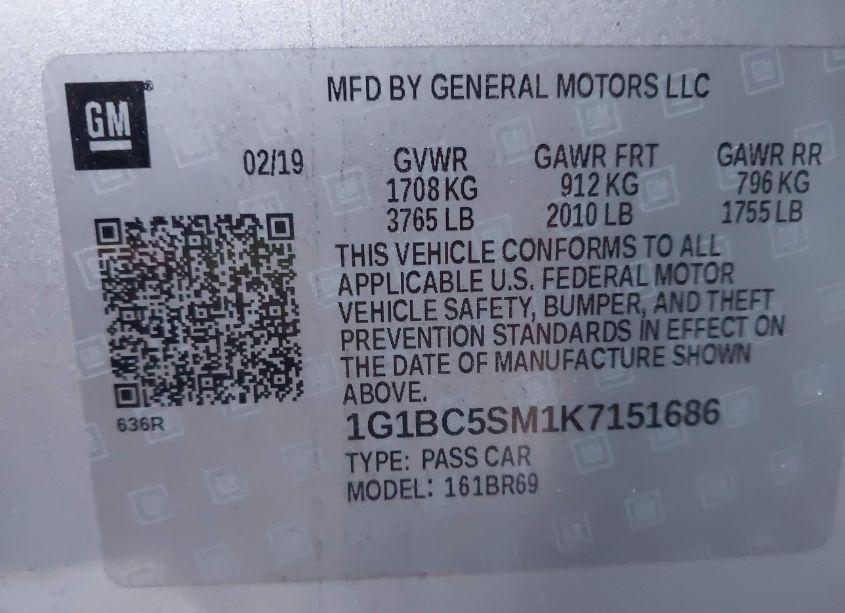 GM
MFD BY GENERAL MOTORS LLC
02/19
GVWR
1708 KG
3765 LB
GAWR FRT
912 KG
2010 LB
GAWR RR
796 KG
1755 LB
THIS VEHICLE CONFORMS TO ALL
APPLICABLE U.S. FEDERAL MOTOR
VEHICLE SAFETY, BUMPER, AND THEFT
PREVENTION STANDARDS IN EFFECT ON
THE DATE OF MANUFACTURE SHOWN
ABOVE.
636R
1G1BC5SM1K7151686
TYPE: PASS CAR
MODEL: 161BR69